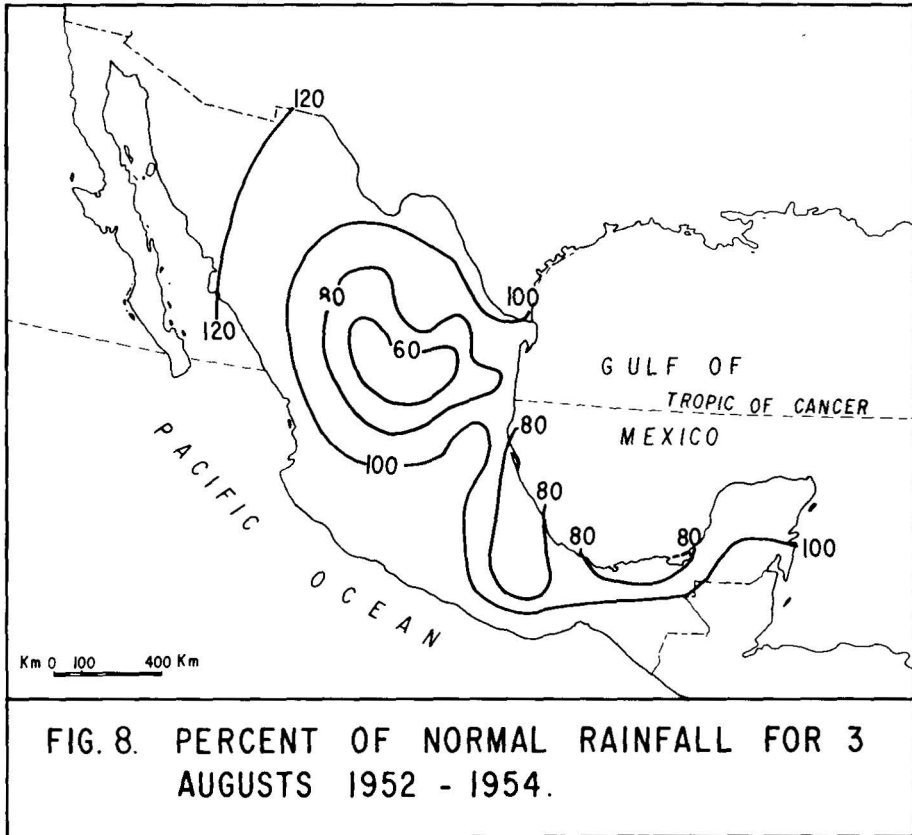 120
120
100
80
60
GULF OF
TROPIC OF CANCER
MEXICO
80
100
PACIFIC
80
80
80
100
OCEAN
Km 0 100 400 Km
FIG. 8. PERCENT OF NORMAL RAINFALL FOR 3
AUGUSTS 1952 - 1954.